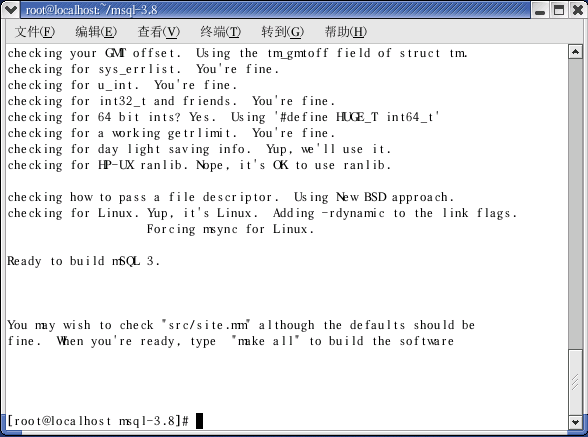 root@localhost:~/msql-3.8
文件(F) 编辑(E) 查看(V) 终端(T) 转到(G) 帮助(H)
checking your GMT offset.  Using the tm_gmtoff field of struct tm.
checking for sys_errlist.  You're fine.
checking for u_int.  You're fine.
checking for int32_t and friends.  You're fine.
checking for 64 bit ints? Yes.  Using '#define HUGE_T int64_t'
checking for a working getrlimit.  You're fine.
checking for day light saving info.  Yup, we'll use it.
checking for HP-UX ranlib. Nope, it's OK to use ranlib.
checking how to pass a file descriptor.  Using New BSD approach.
checking for Linux. Yup, it's Linux.  Adding -rdynamic to the link flags.
Forcing msync for Linux.
Ready to build mSQL 3.
You may wish to check "src/site.mm" although the defaults should be
fine.  When you're ready, type  "make all" to build the software
[root@localhost msql-3.8]#